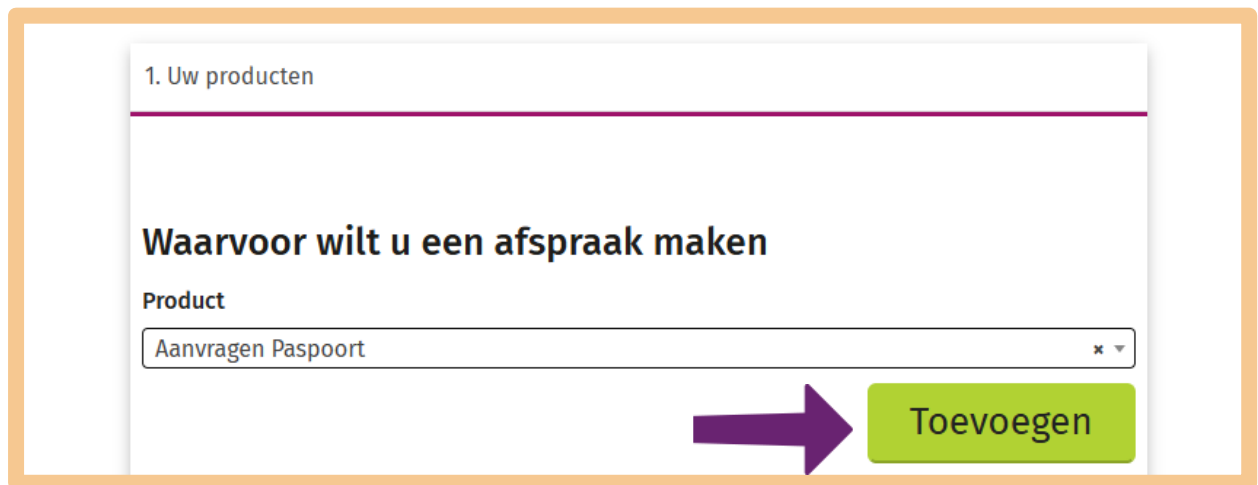 1. Uw producten
Waarvoor wilt u een afspraak maken
Product
Aanvragen Paspoort
Toevoegen